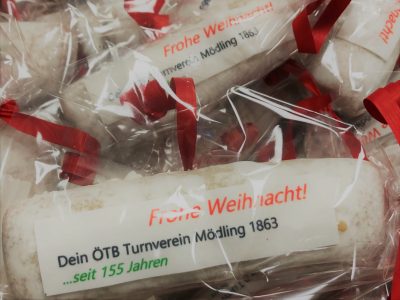 Frohe Weihnacht!
Turnverein Mödling 1863
Frohe Weihnacht!
Dein ÖTB Turnverein Mödling 1863
...seit 155 Jahren